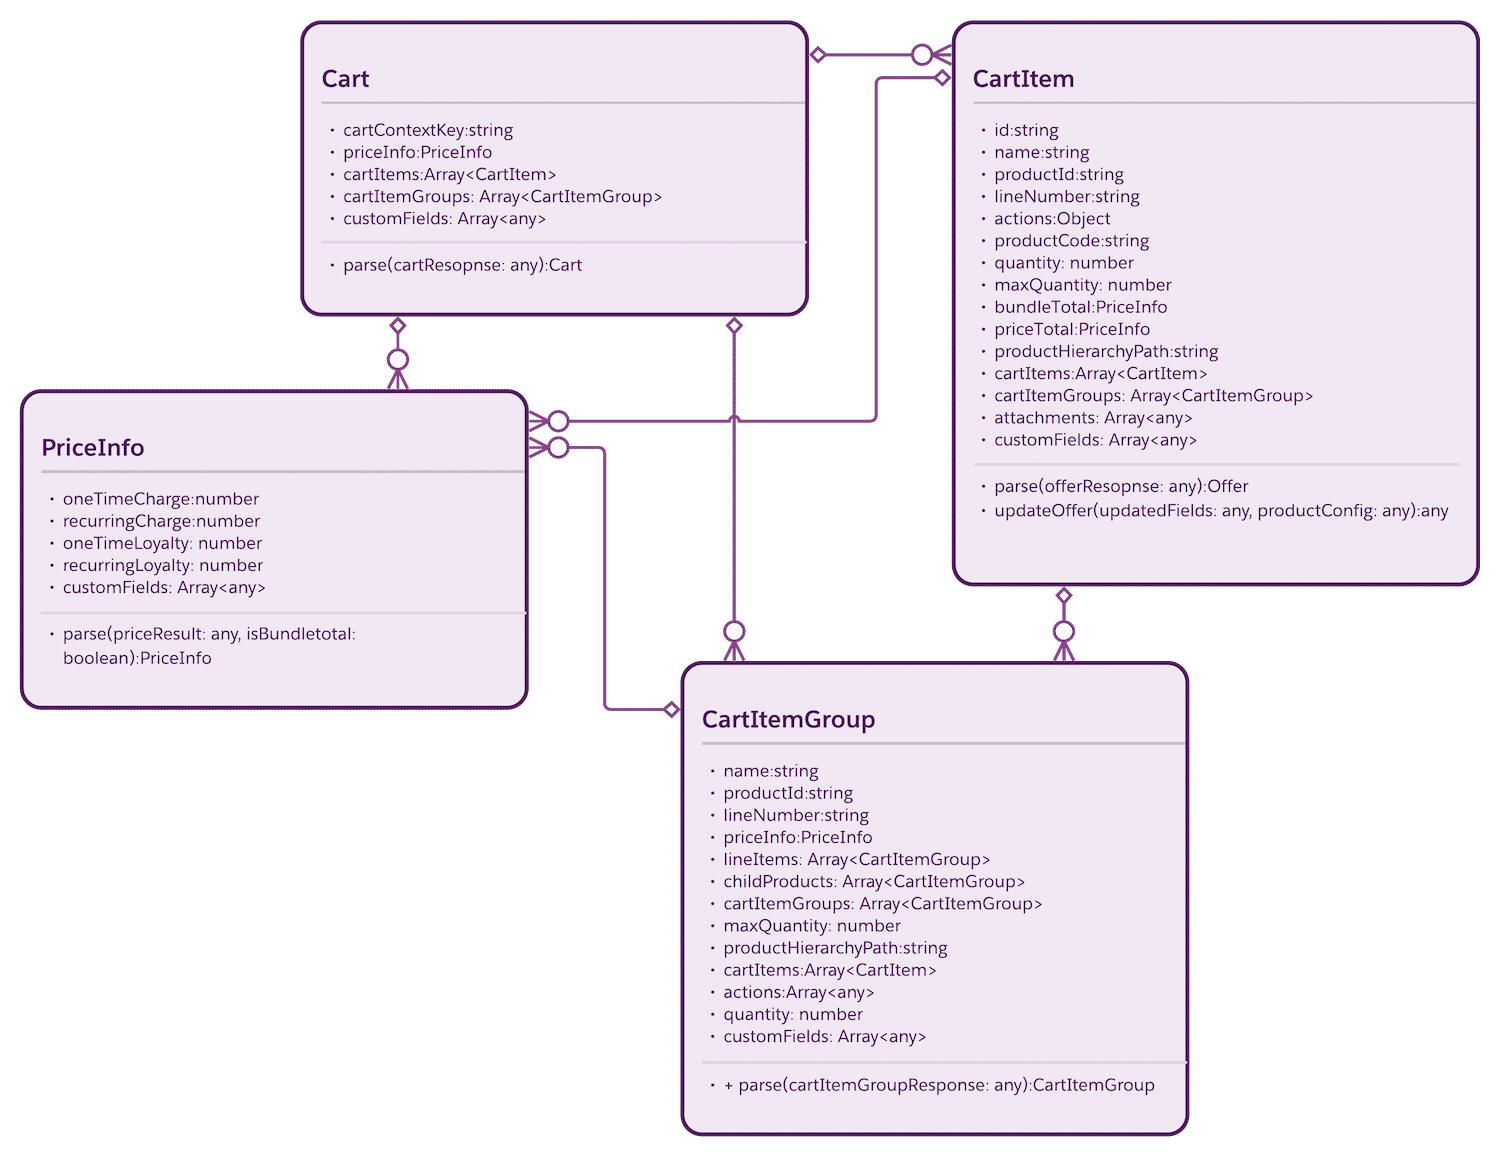 Cart
• cartContextKey:string
• priceInfo:PriceInfo
• cartItems:Array<CartItem>
• cartItemGroups: Array<CartItemGroup>
• customFields: Array<any>
• parse(cartResopnse: any):Cart
CartItem
• id:string
• name:string
• productId:string
• lineNumber:string
• actions:Object
• productCode:string
• quantity: number
• maxQuantity: number
• bundleTotal:PriceInfo
• priceTotal:PriceInfo
• productHierarchyPath:string
• cartItems:Array<CartItem>
• cartItemGroups: Array<CartItemGroup>
• attachments: Array<any>
• customFields: Array<any>
• parse(offerResopnse: any):Offer
• updateOffer(updatedFields: any, productConfig: any):any
PriceInfo
• oneTimeCharge:number
• recurringCharge:number
• oneTimeLoyalty: number
• recurringLoyalty: number
• customFields: Array<any>
• parse(priceResult: any, isBundletotal:
boolean):PriceInfo
CartItemGroup
• name:string
• productId:string
• lineNumber:string
• priceInfo:PriceInfo
• lineItems: Array<CartItemGroup>
• childProducts: Array<CartItemGroup>
• cartItemGroups: Array<CartItemGroup>
• maxQuantity: number
• productHierarchyPath:string
• cartItems:Array<CartItem>
• actions:Array<any>
• quantity: number
• customFields: Array<any>
• + parse(cartItemGroupResponse: any):CartItemGroup